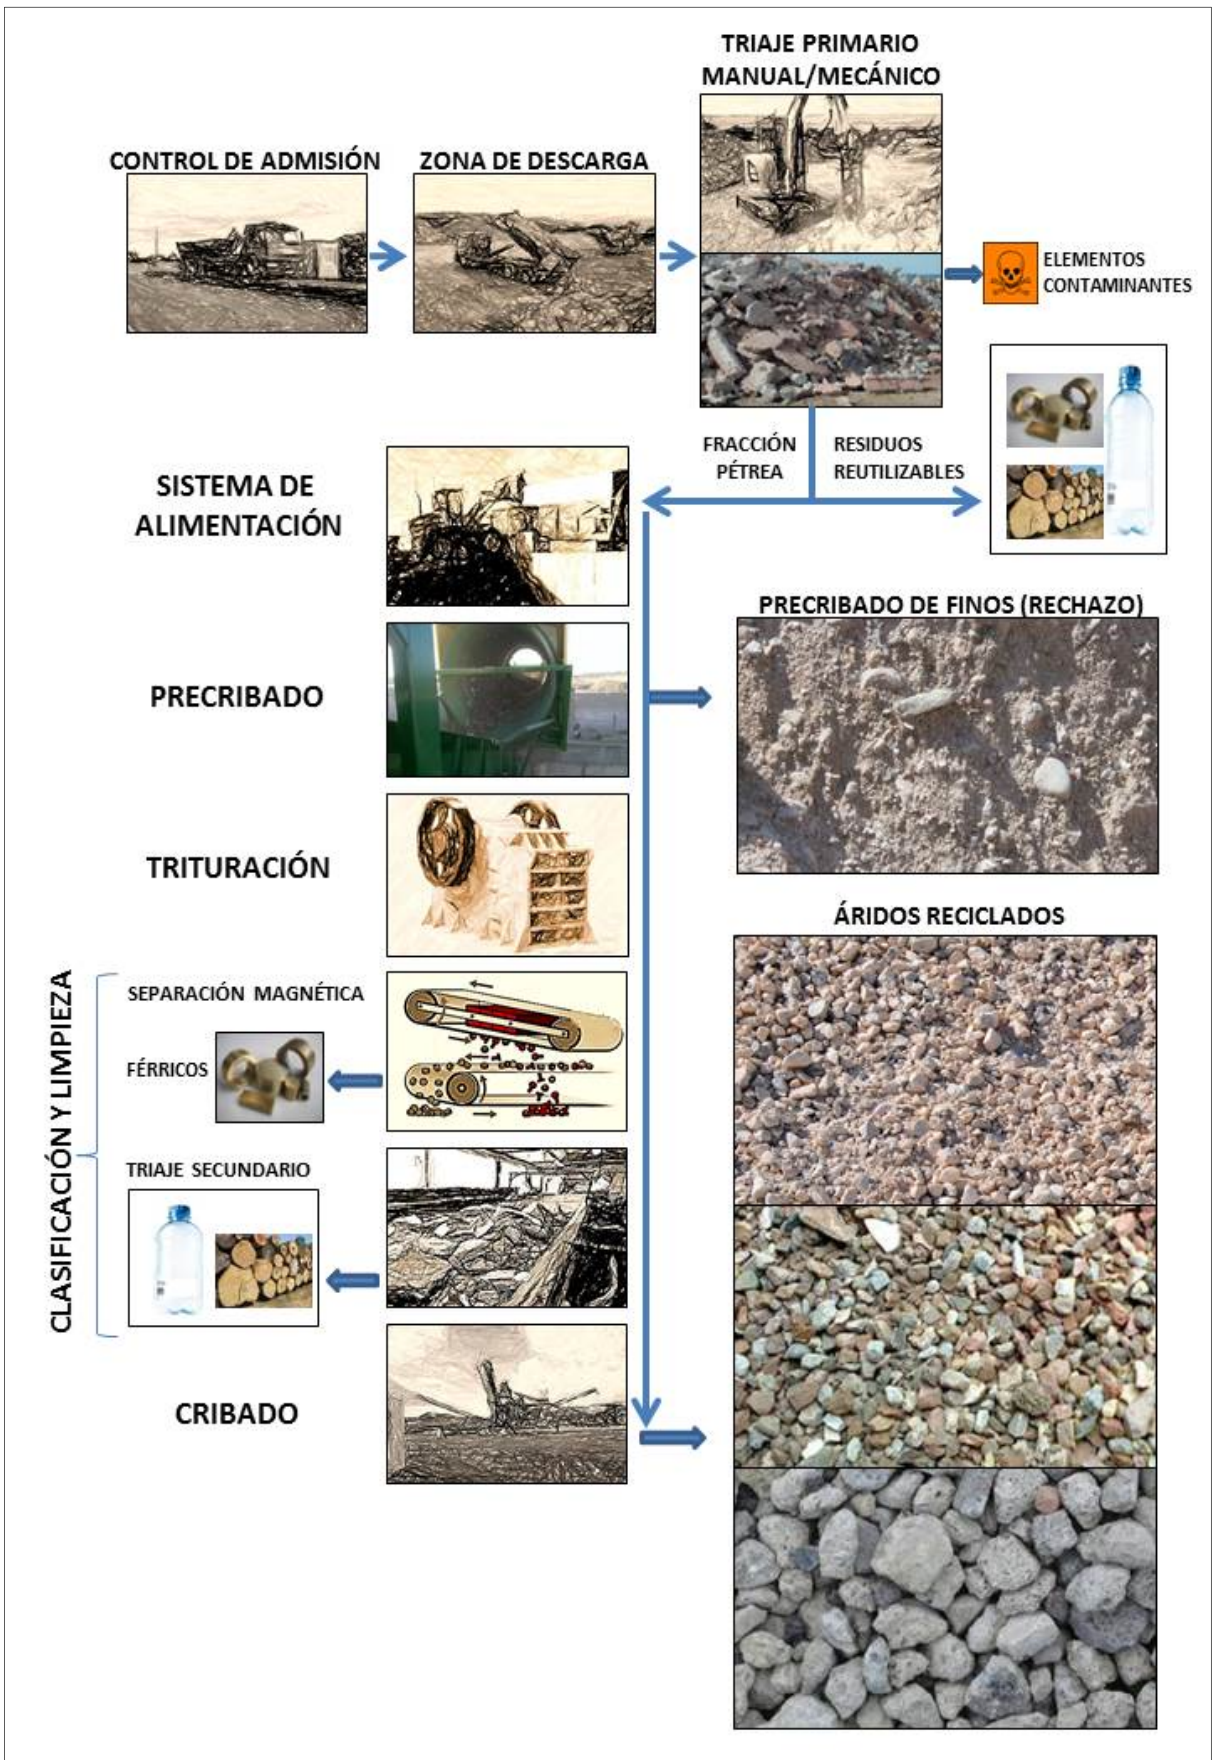 TRIAJE PRIMARIO
MANUAL/MECÁNICO
CONTROL DE ADMISIÓN
ZONA DE DESCARGA
ELEMENTOS
CONTAMINANTES
FRACCIÓN
PÉTREA
RESIDUOS
REUTILIZABLES
SISTEMA DE
ALIMENTACIÓN
PRECRIBADO DE FINOS (RECHAZO)
PRECRIBADO
TRITURACIÓN
ÁRIDOS RECICLADOS
CLASIFICACIÓN Y LIMPIEZA
SEPARACIÓN MAGNÉTICA
FÉRRICOS
TRIAJE SECUNDARIO
CRIBADO